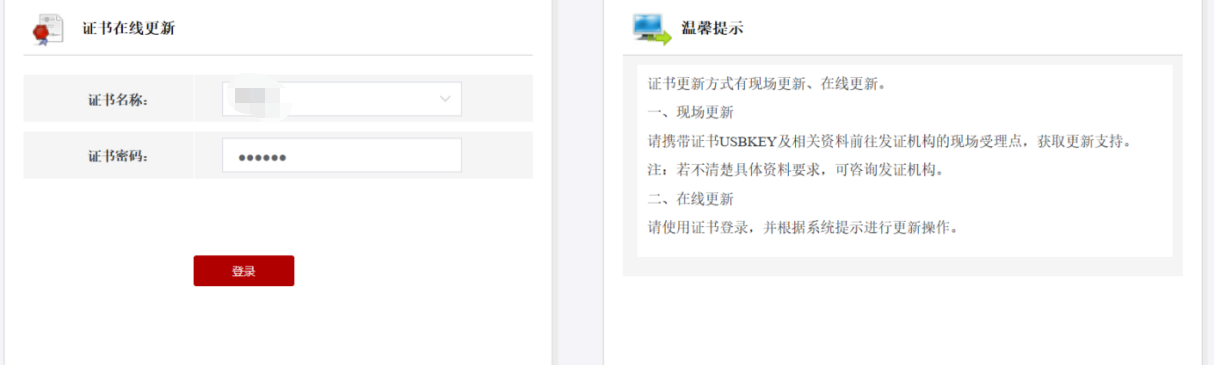 证书在线更新
证书名称：
证书密码：
••••••
登录
温馨提示
证书更新方式有现场更新、在线更新。
一、现场更新
请携带证书USBKEY及相关资料前往发证机构的现场受理点，获取更新支持。
注：若不清楚具体资料要求，可咨询发证机构。
二、在线更新
请使用证书登录，并根据系统提示进行更新操作。